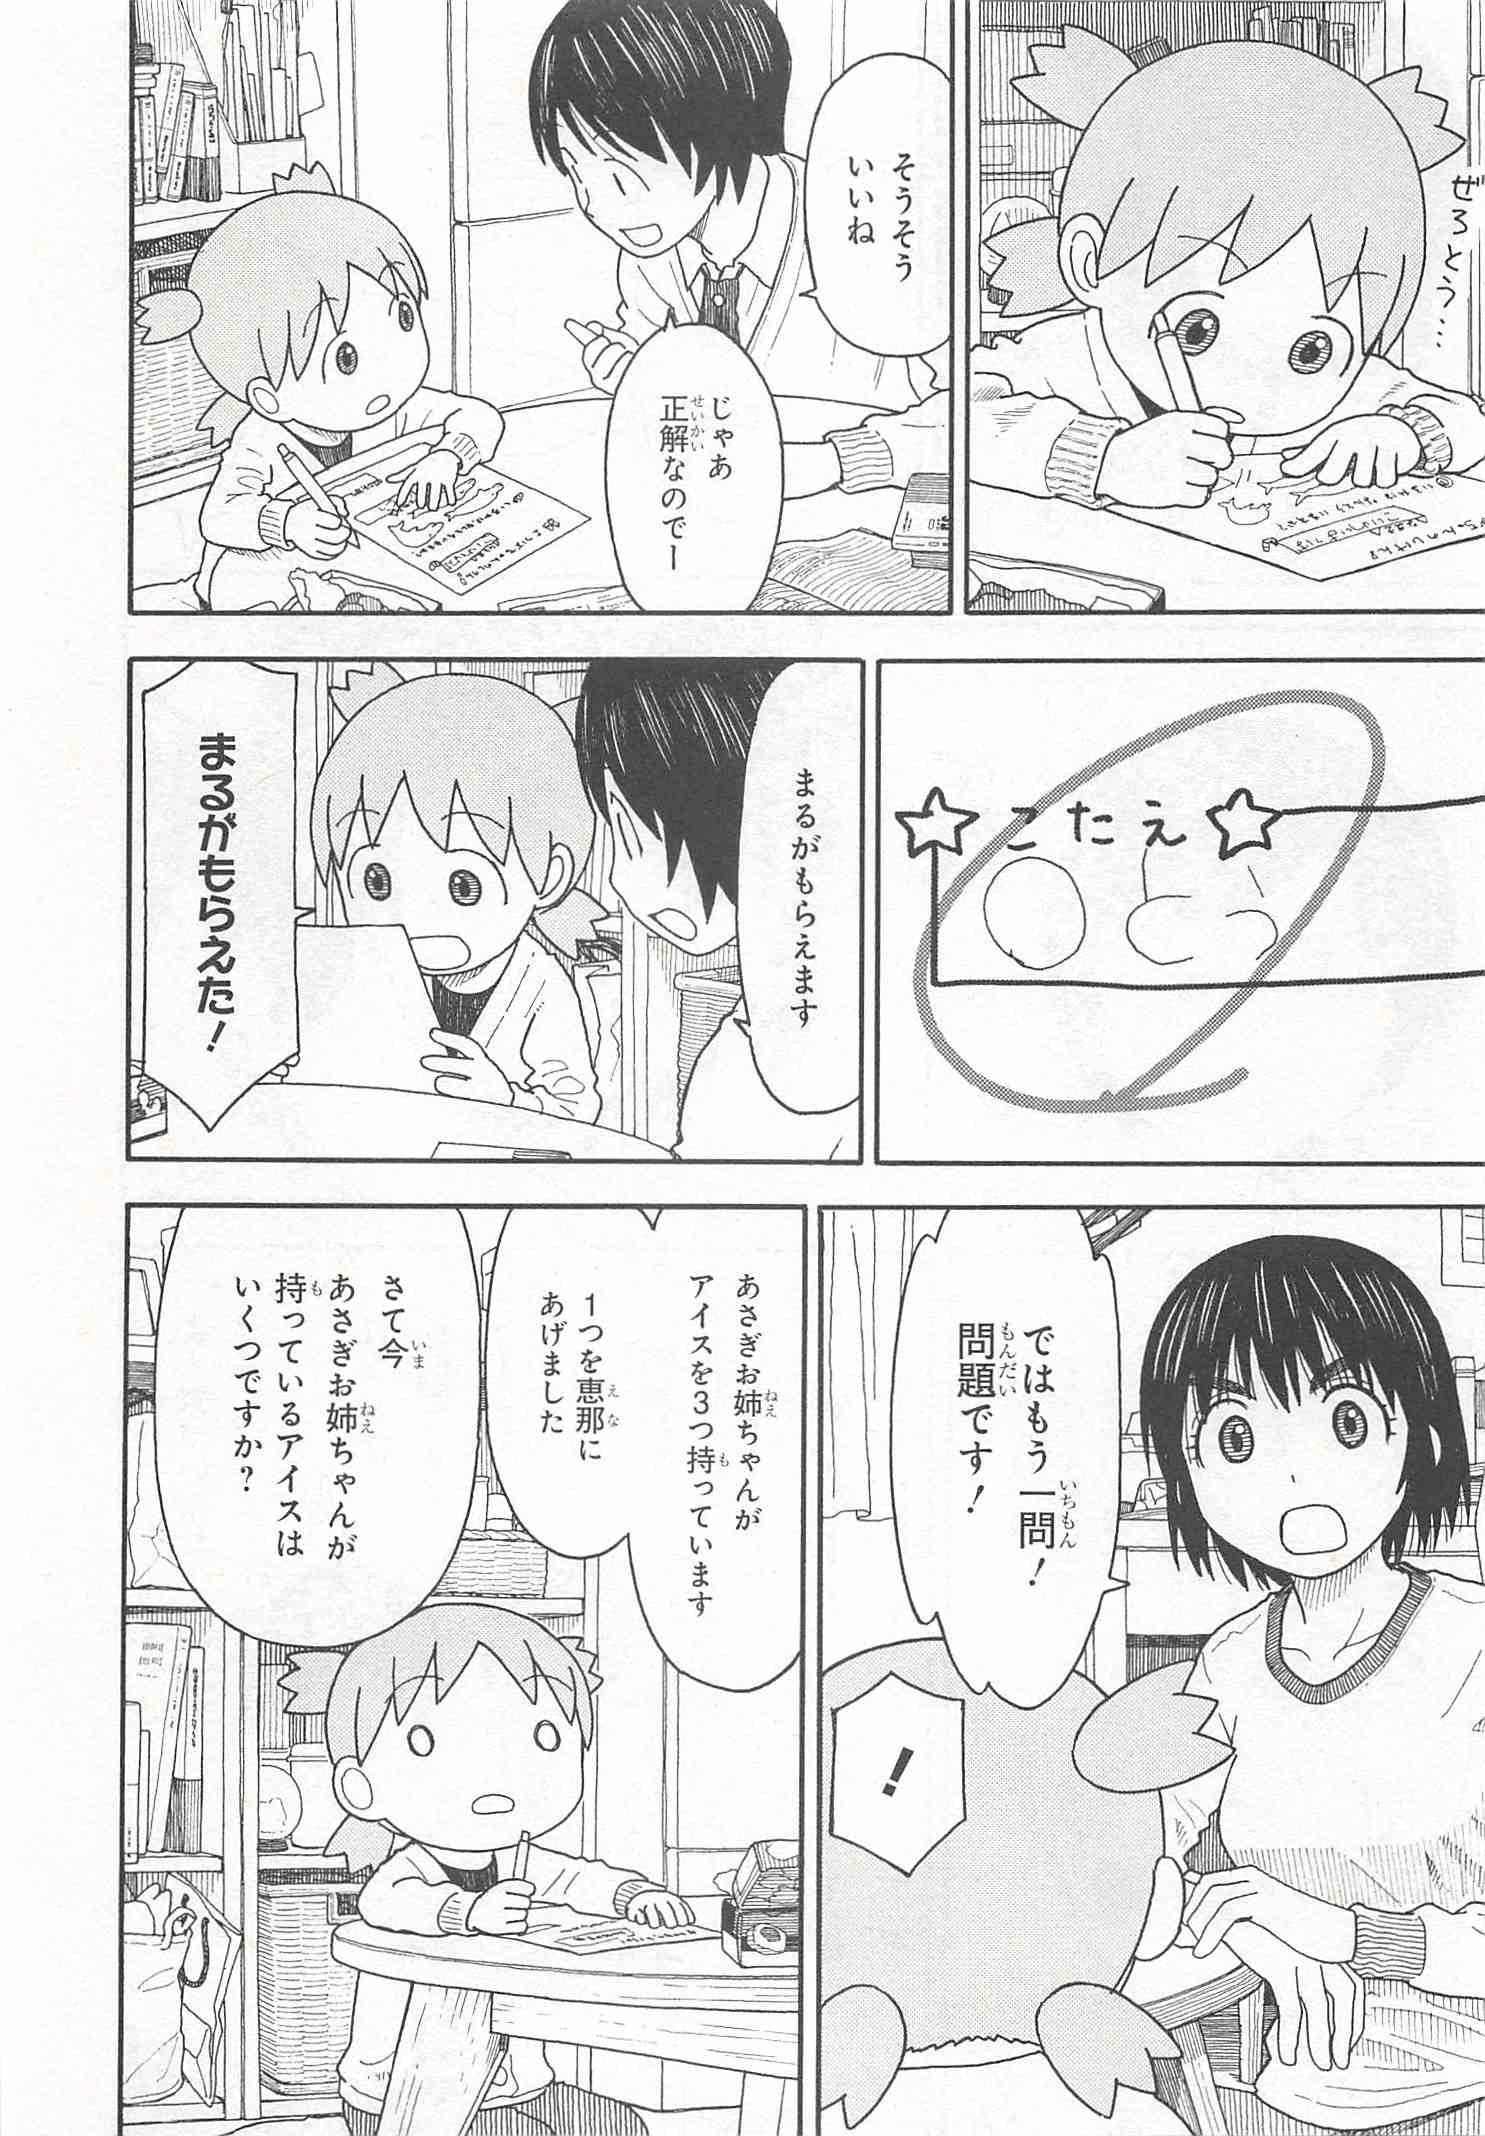 ぜろとう…
そうそう
いいね
じゃあ
正解なのでー
☆こたえ☆
まるがもらえます
まるがもらえた!
ではもう一問!
問題です!
!
あさぎお姉ちゃんが
アイスを3つ持っています
1つを恵那に
あげました
さて今
あさぎお姉ちゃんが
持っているアイスは
いくつですか?